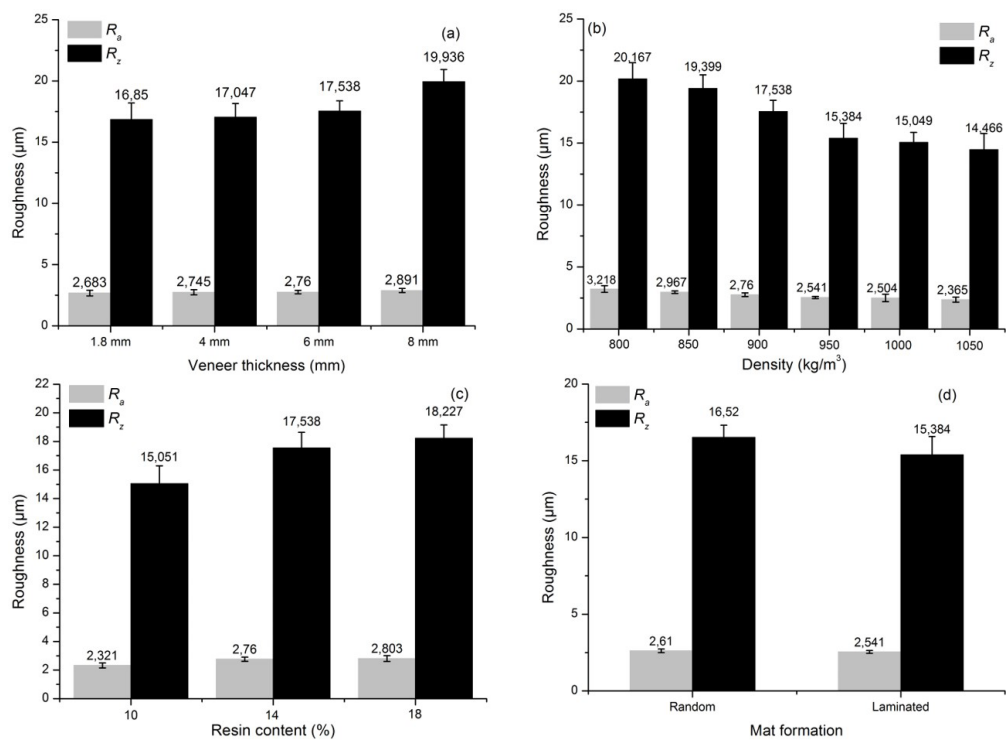 25
20
15
10
5
0
Roughness (µm)
Ra
Rz
(a)
16,85
17,047
17,538
19,936
2,683
2,745
2,76
2,891
1.8 mm
4 mm
6 mm
8 mm
Veneer thickness (mm)
25
20
15
10
5
0
Roughness (µm)
(b)
Ra
Rz
20,167
19,399
17,538
15,384
15,049
14,466
3,218
2,967
2,76
2,541
2,504
2,365
800
850
900
950
1000
1050
Density (kg/m³)
22
20
18
16
14
12
10
8
6
4
2
0
Roughness (µm)
Ra
Rz
(c)
15,051
17,538
18,227
2,321
2,76
2,803
10
14
18
Resin content (%)
20
15
10
5
0
Roughness (µm)
Ra
Rz
(d)
16,52
15,384
2,61
2,541
Random
Laminated
Mat formation